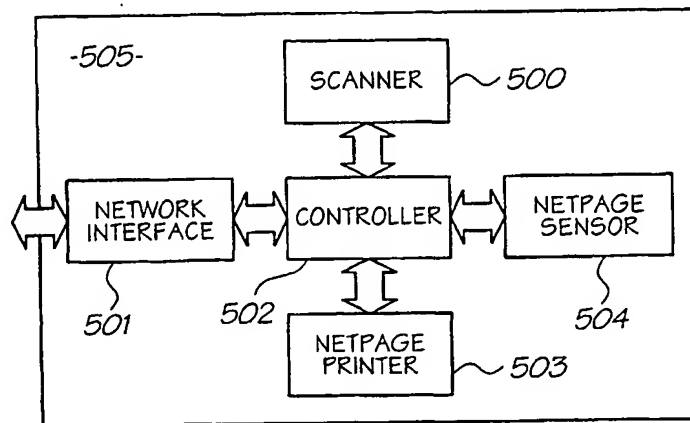 -505-
SCANNER
500
NETWORK
INTERFACE
CONTROLLER
NETPAGE
SENSOR
501
502
504
NETPAGE
PRINTER
503